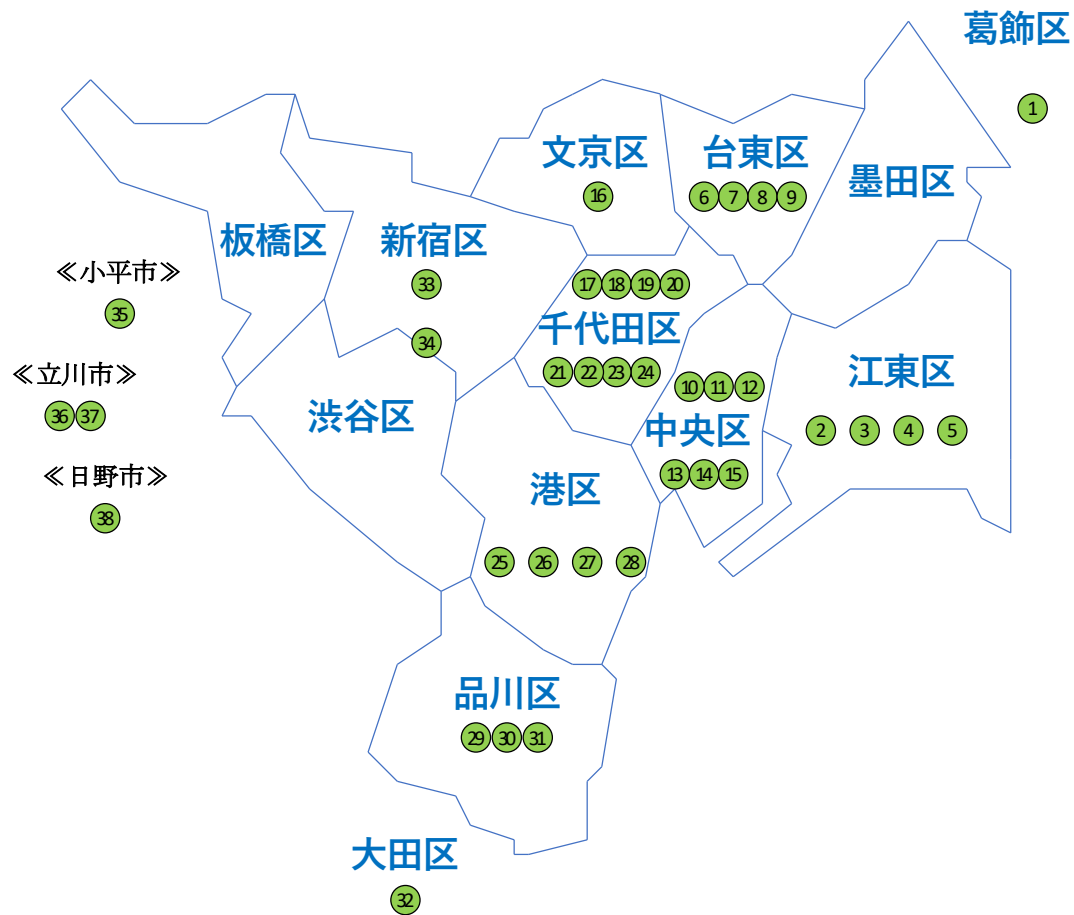 葛飾区
1
文京区
16
台東区
6 7 8 9
墨田区
板橋区
新宿区
33
34
≪小平市≫
35
17 18 19 20
千代田区
21 22 23 24
≪立川市≫
36 37
渋谷区
10 11 12
中央区
13 14 15
江東区
2 3 4 5
≪日野市≫
38
港区
25 26 27 28
品川区
29 30 31
大田区
32